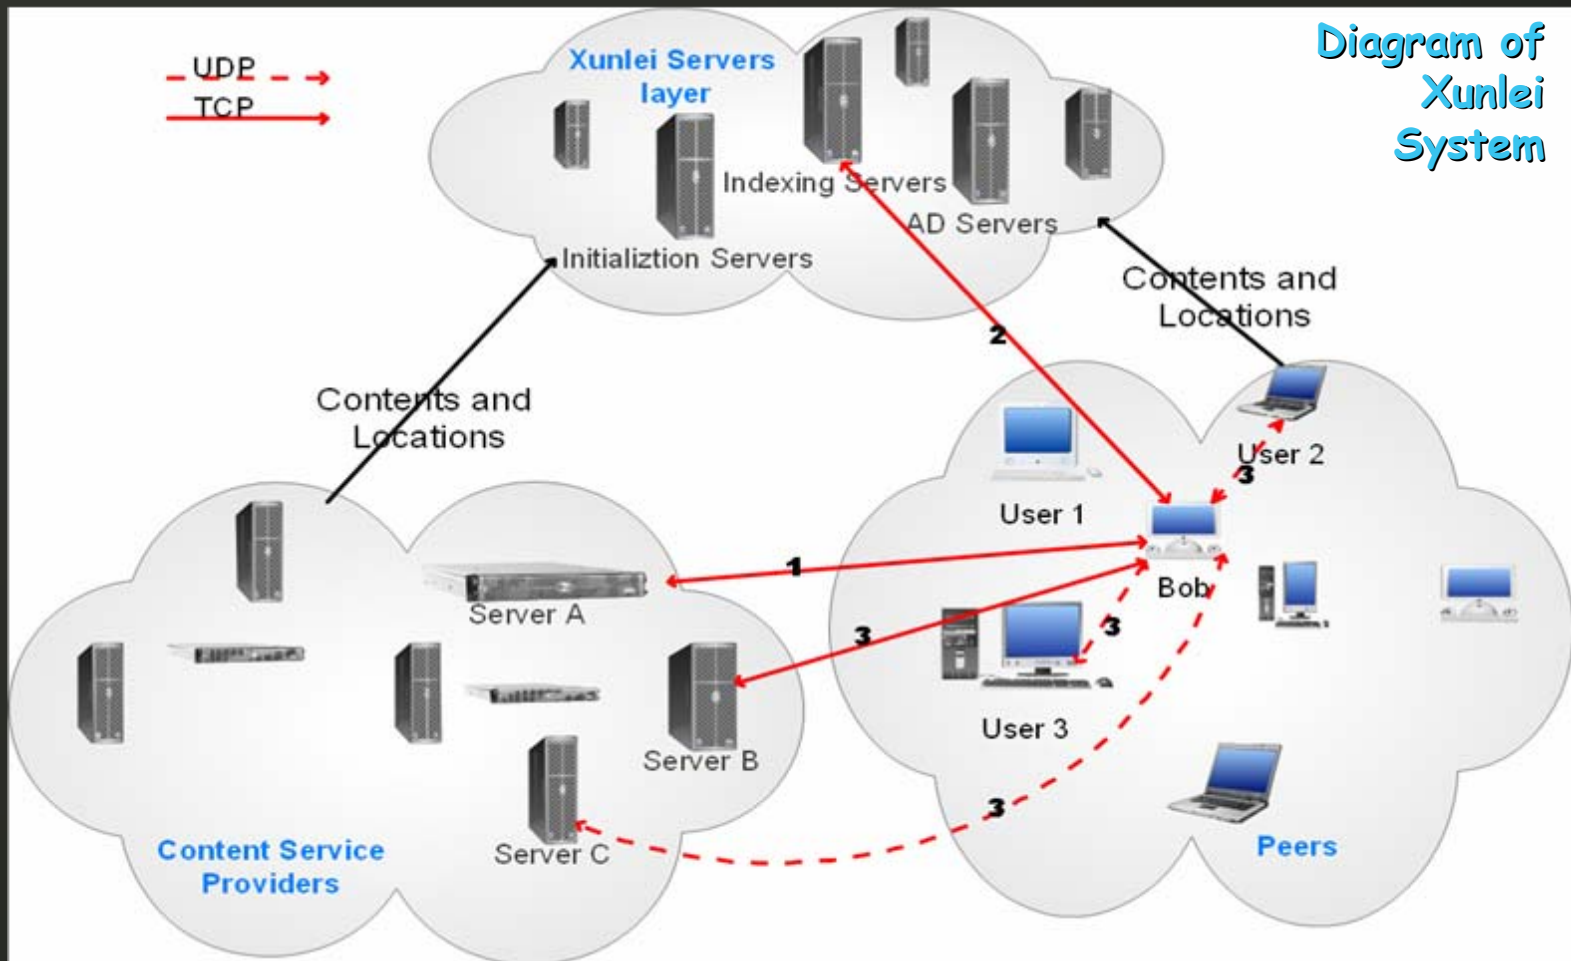 Diagram of
Xunlei
System
UDP
TCP
Xunlei Servers
layer
Indexing Servers
AD Servers
Initializtion Servers
Contents and
Locations
2
Contents and
Locations
User 2
3
User 1
1
Bob
Server A
3
3
User 3
Server B
3
Server C
Content Service
Providers
Peers